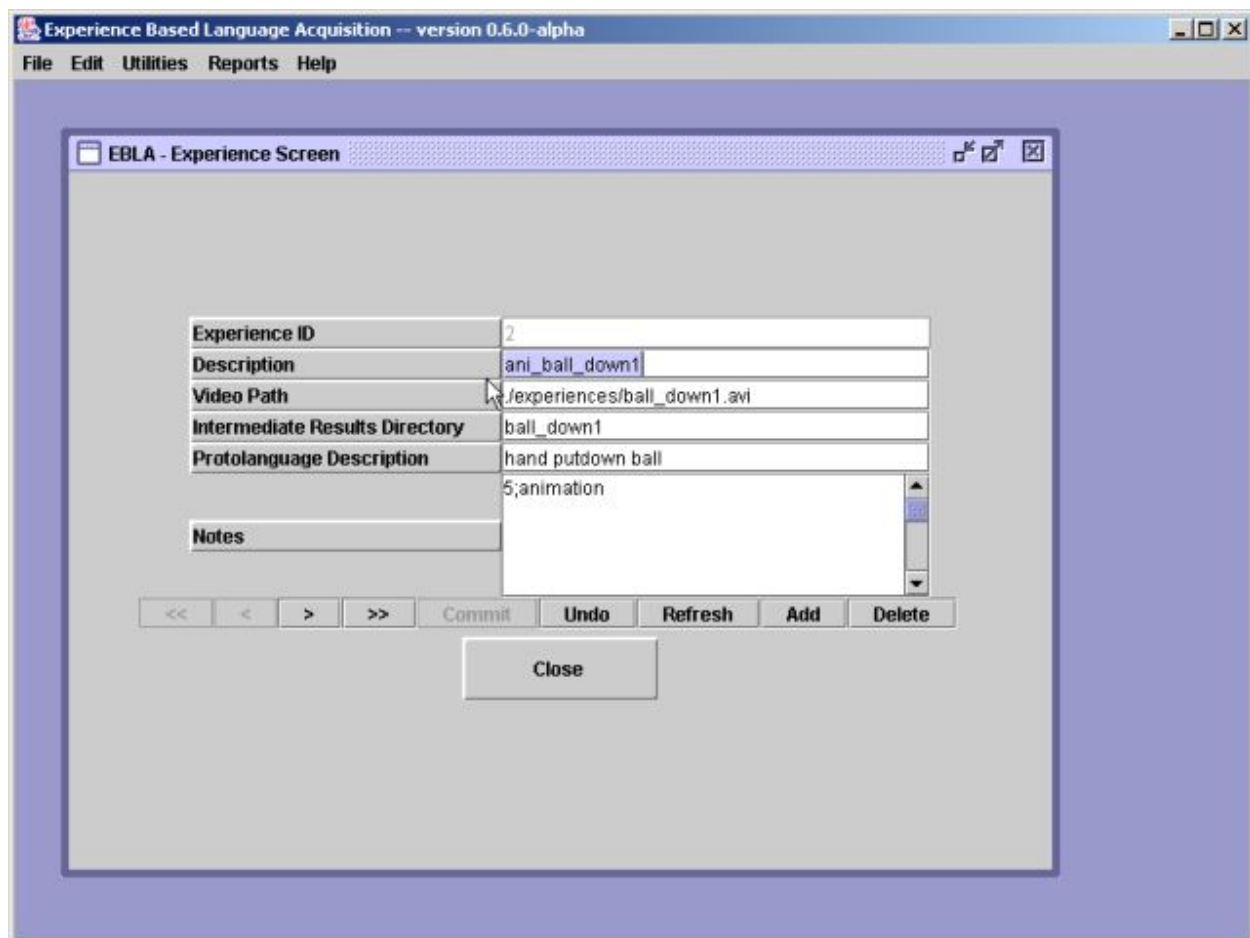 Experience Based Language Acquisition -- version 0.6.0-alpha
File Edit Utilities Reports Help
EBLA - Experience Screen
Experience ID 2
Description ani_ball_down1
Video Path ./experiences/ball_down1.avi
Intermediate Results Directory ball_down1
Protolanguage Description hand putdown ball
5;animation
Notes
<< < > >> Commit Undo Refresh Add Delete
Close